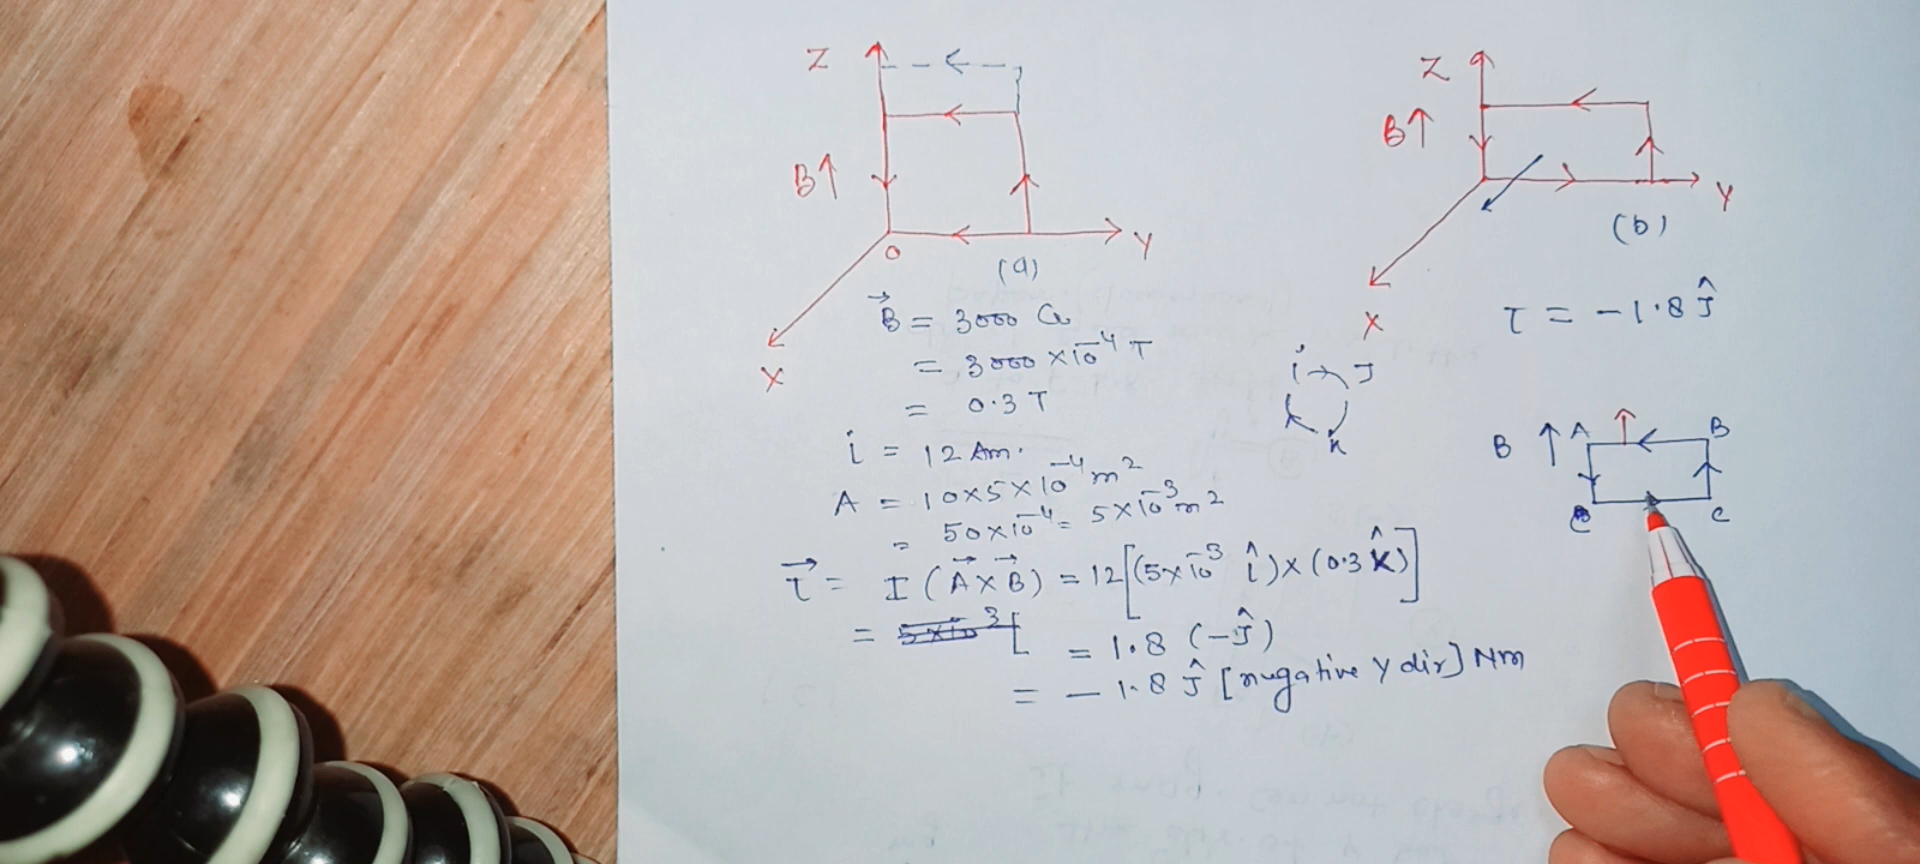 Z
B↑
O
Y
X
(a)
B⃗ = 3000 G
= 3000 × 10⁻⁴ T
= 0.3 T
i = 12 Am.
A = 10×5×10⁻⁴ m²
= 50×10⁻⁴ = 5×10⁻³ m²
τ⃗ = I (A⃗ × B⃗) = 12[(5×10⁻³ î) × (0.3 k̂)]
= 1.8 (-ĵ)
= -1.8 ĵ [nugative y dir] Nm
Z
B↑
Y
X
(b)
τ = -1.8 ĵ
i J
k
B ↑ A B
C C